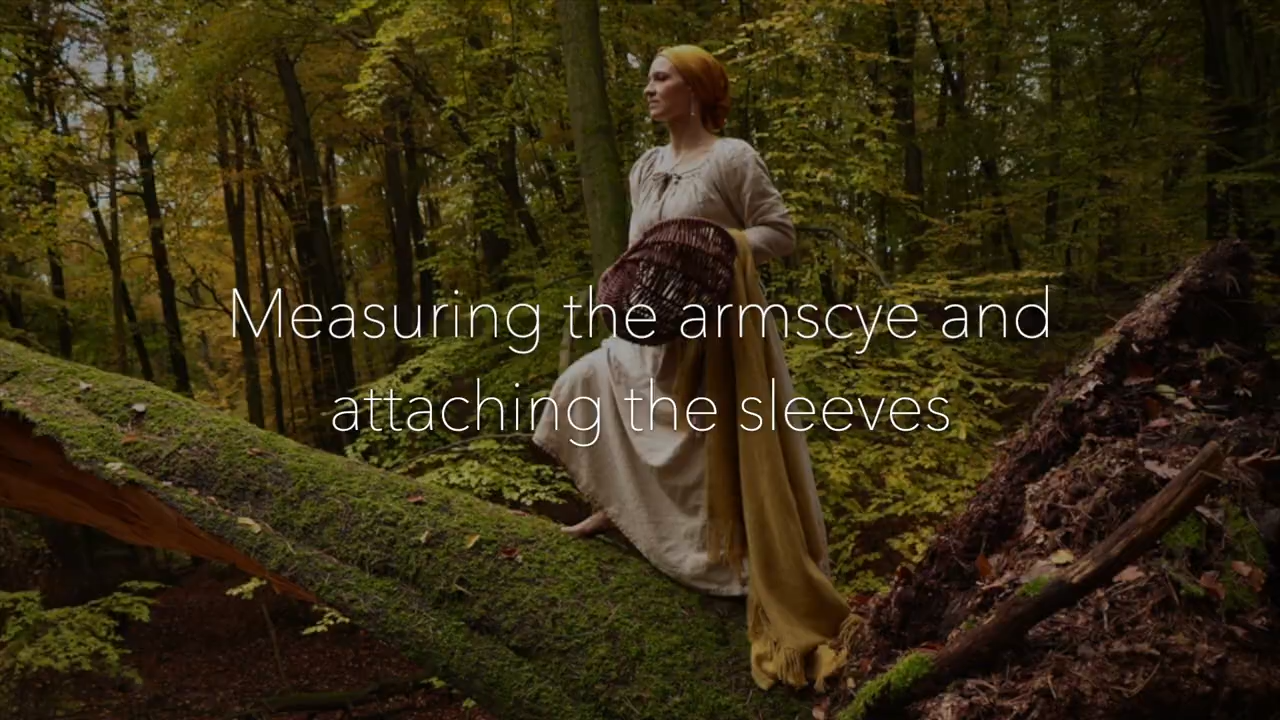 Measuring the armscye and
attaching the sleeves